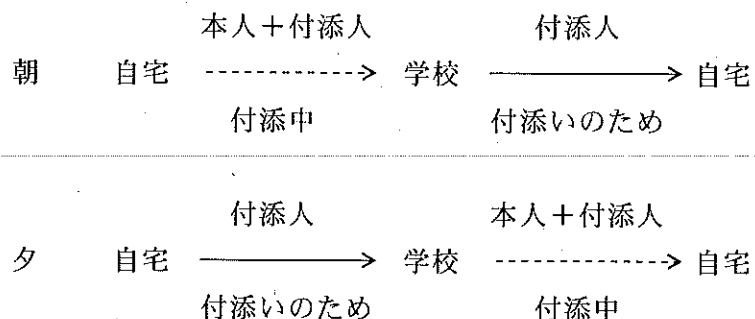 本人＋付添人 付添人
朝 自宅 学校 自宅
付添中 付添いのため
付添人 本人＋付添人
夕 自宅 学校 自宅
付添いのため 付添中